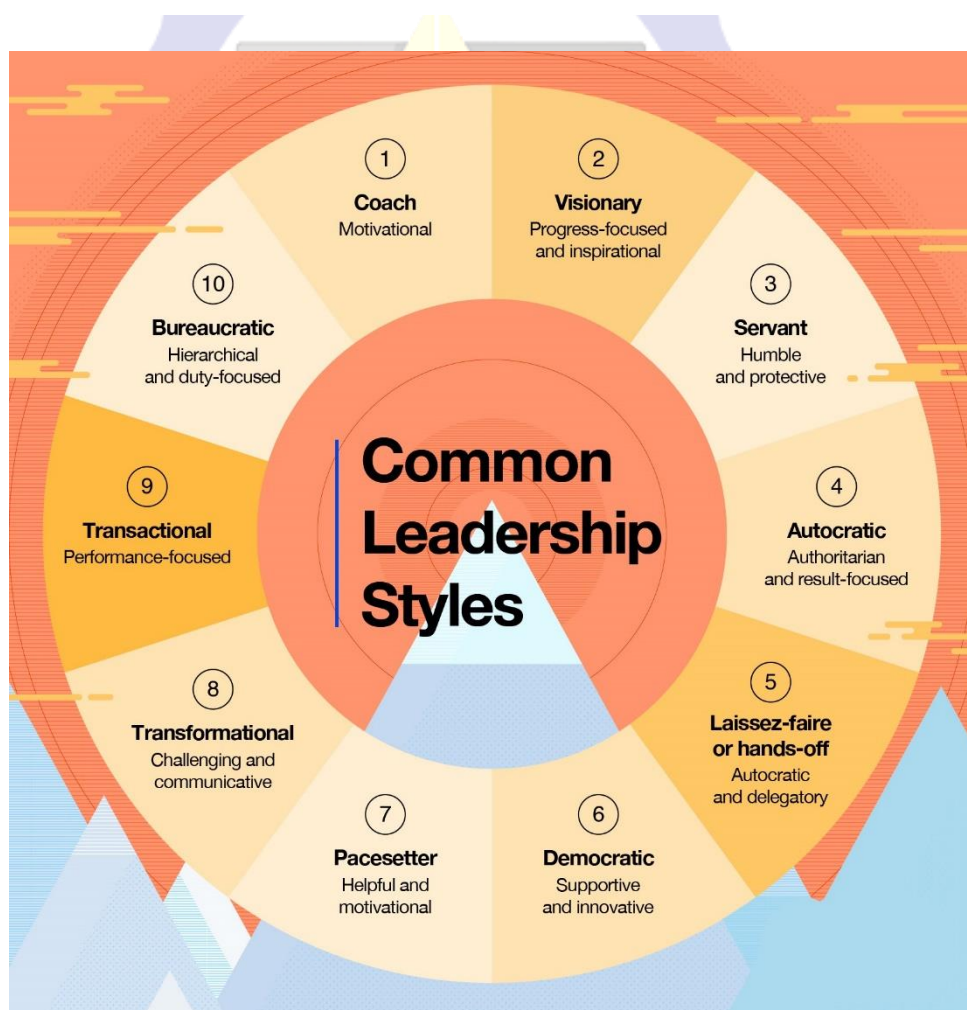 Common
Leadership
Styles
1
Coach
Motivational
2
Visionary
Progress-focused
and inspirational
3
Servant
Humble
and protective
4
Autocratic
Authoritarian
and result-focused
5
Laissez-faire
or hands-off
Autocratic
and delegatory
6
Democratic
Supportive
and innovative
7
Pacesetter
Helpful and
motivational
8
Transformational
Challenging and
communicative
9
Transactional
Performance-focused
10
Bureaucratic
Hierarchical
and duty-focused